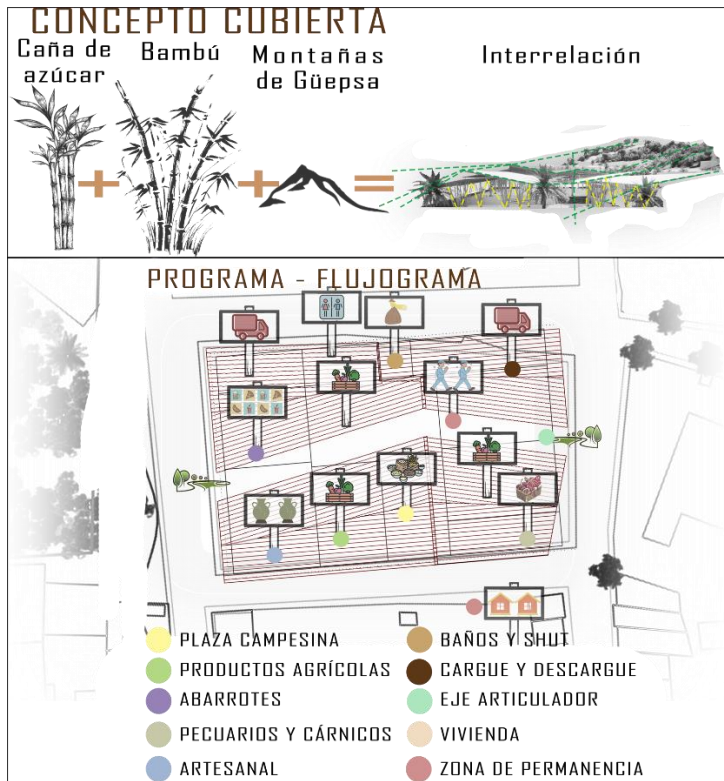 CONCEPTO CUBIERTA
Caña de
azúcar
Bambú
Montañas
de Güepsa
Interrelación
PROGRAMA - FLUJOGRAMA
PLAZA CAMPESINA
PRODUCTOS AGRÍCOLAS
ABARROTES
PECUARIOS Y CÁRNICOS
ARTESANAL
BAÑOS Y SHUT
CARGUE Y DESCARGUE
EJE ARTICULADOR
VIVIENDA
ZONA DE PERMANENCIA